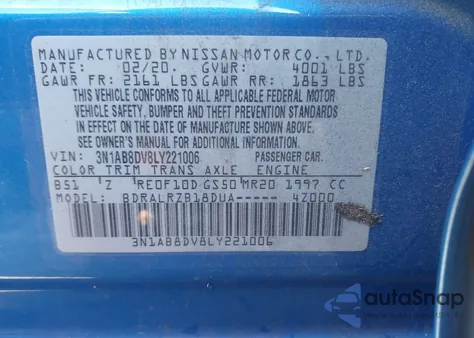 MANUFACTURED BY NISSAN MOTOR CO., LTD.
DATE: 02/20. GVWR: 4001 LBS
GAWR FR: 2161 LBS GAWR RR: 1863 LBS
THIS VEHICLE CONFORMS TO ALL APPLICABLE FEDERAL MOTOR
VEHICLE SAFETY, BUMPER AND THEFT PREVENTION STANDARDS
IN EFFECT ON THE DATE OF MANUFACTURE SHOWN ABOVE.
SEE OWNER'S MANUAL FOR ADDITIONAL INFORMATION.
VIN: 3N1AB8DV8LY221006 PASSENGER CAR.
COLOR TRIM TRANS AXLE ENGINE
B51 Z RE0F10D GS50 MR20 1997 CC
MODEL: BDRALRZB18DUA----- 4Z000
3N1AB8DV8LY221006
autoSnap